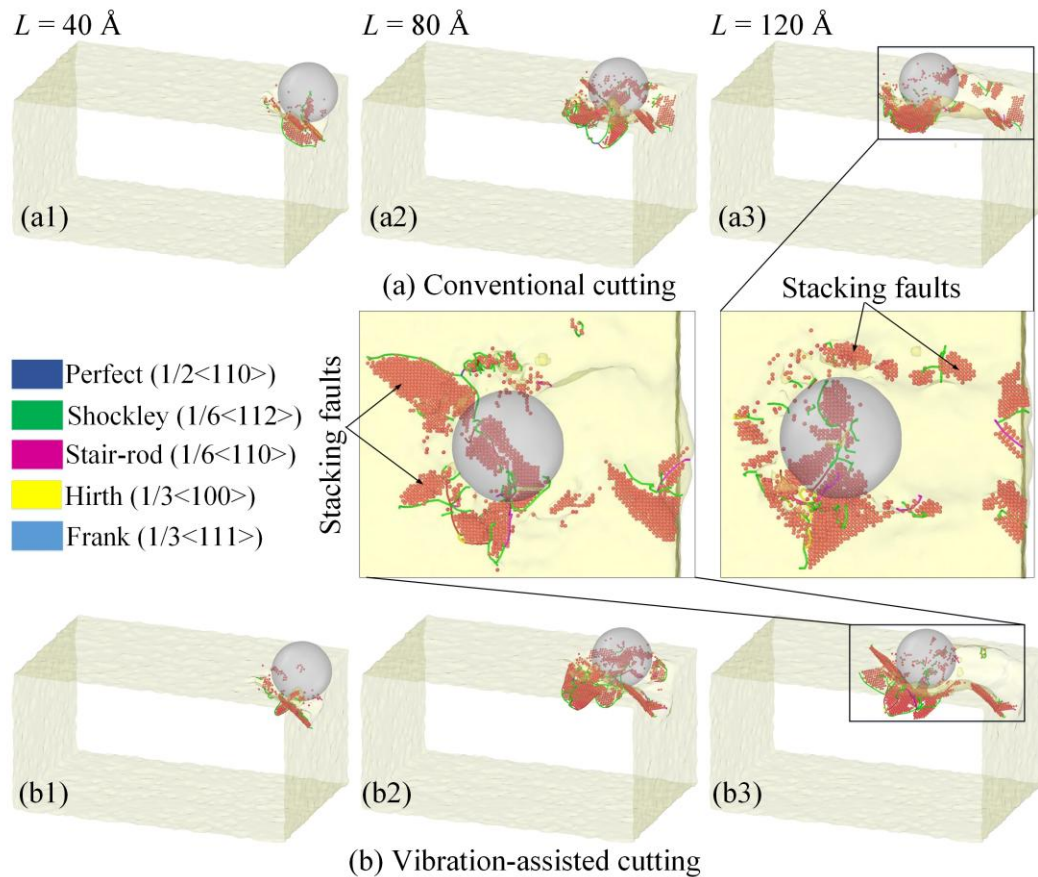 L = 40 Å
L = 80 Å
L = 120 Å
(a1)
(a2)
(a3)
(a) Conventional cutting
Stacking faults
Perfect (1/2<110>)
Shockley (1/6<112>)
Stair-rod (1/6<110>)
Hirth (1/3<100>)
Frank (1/3<111>)
Stacking faults
(b1)
(b2)
(b3)
(b) Vibration-assisted cutting